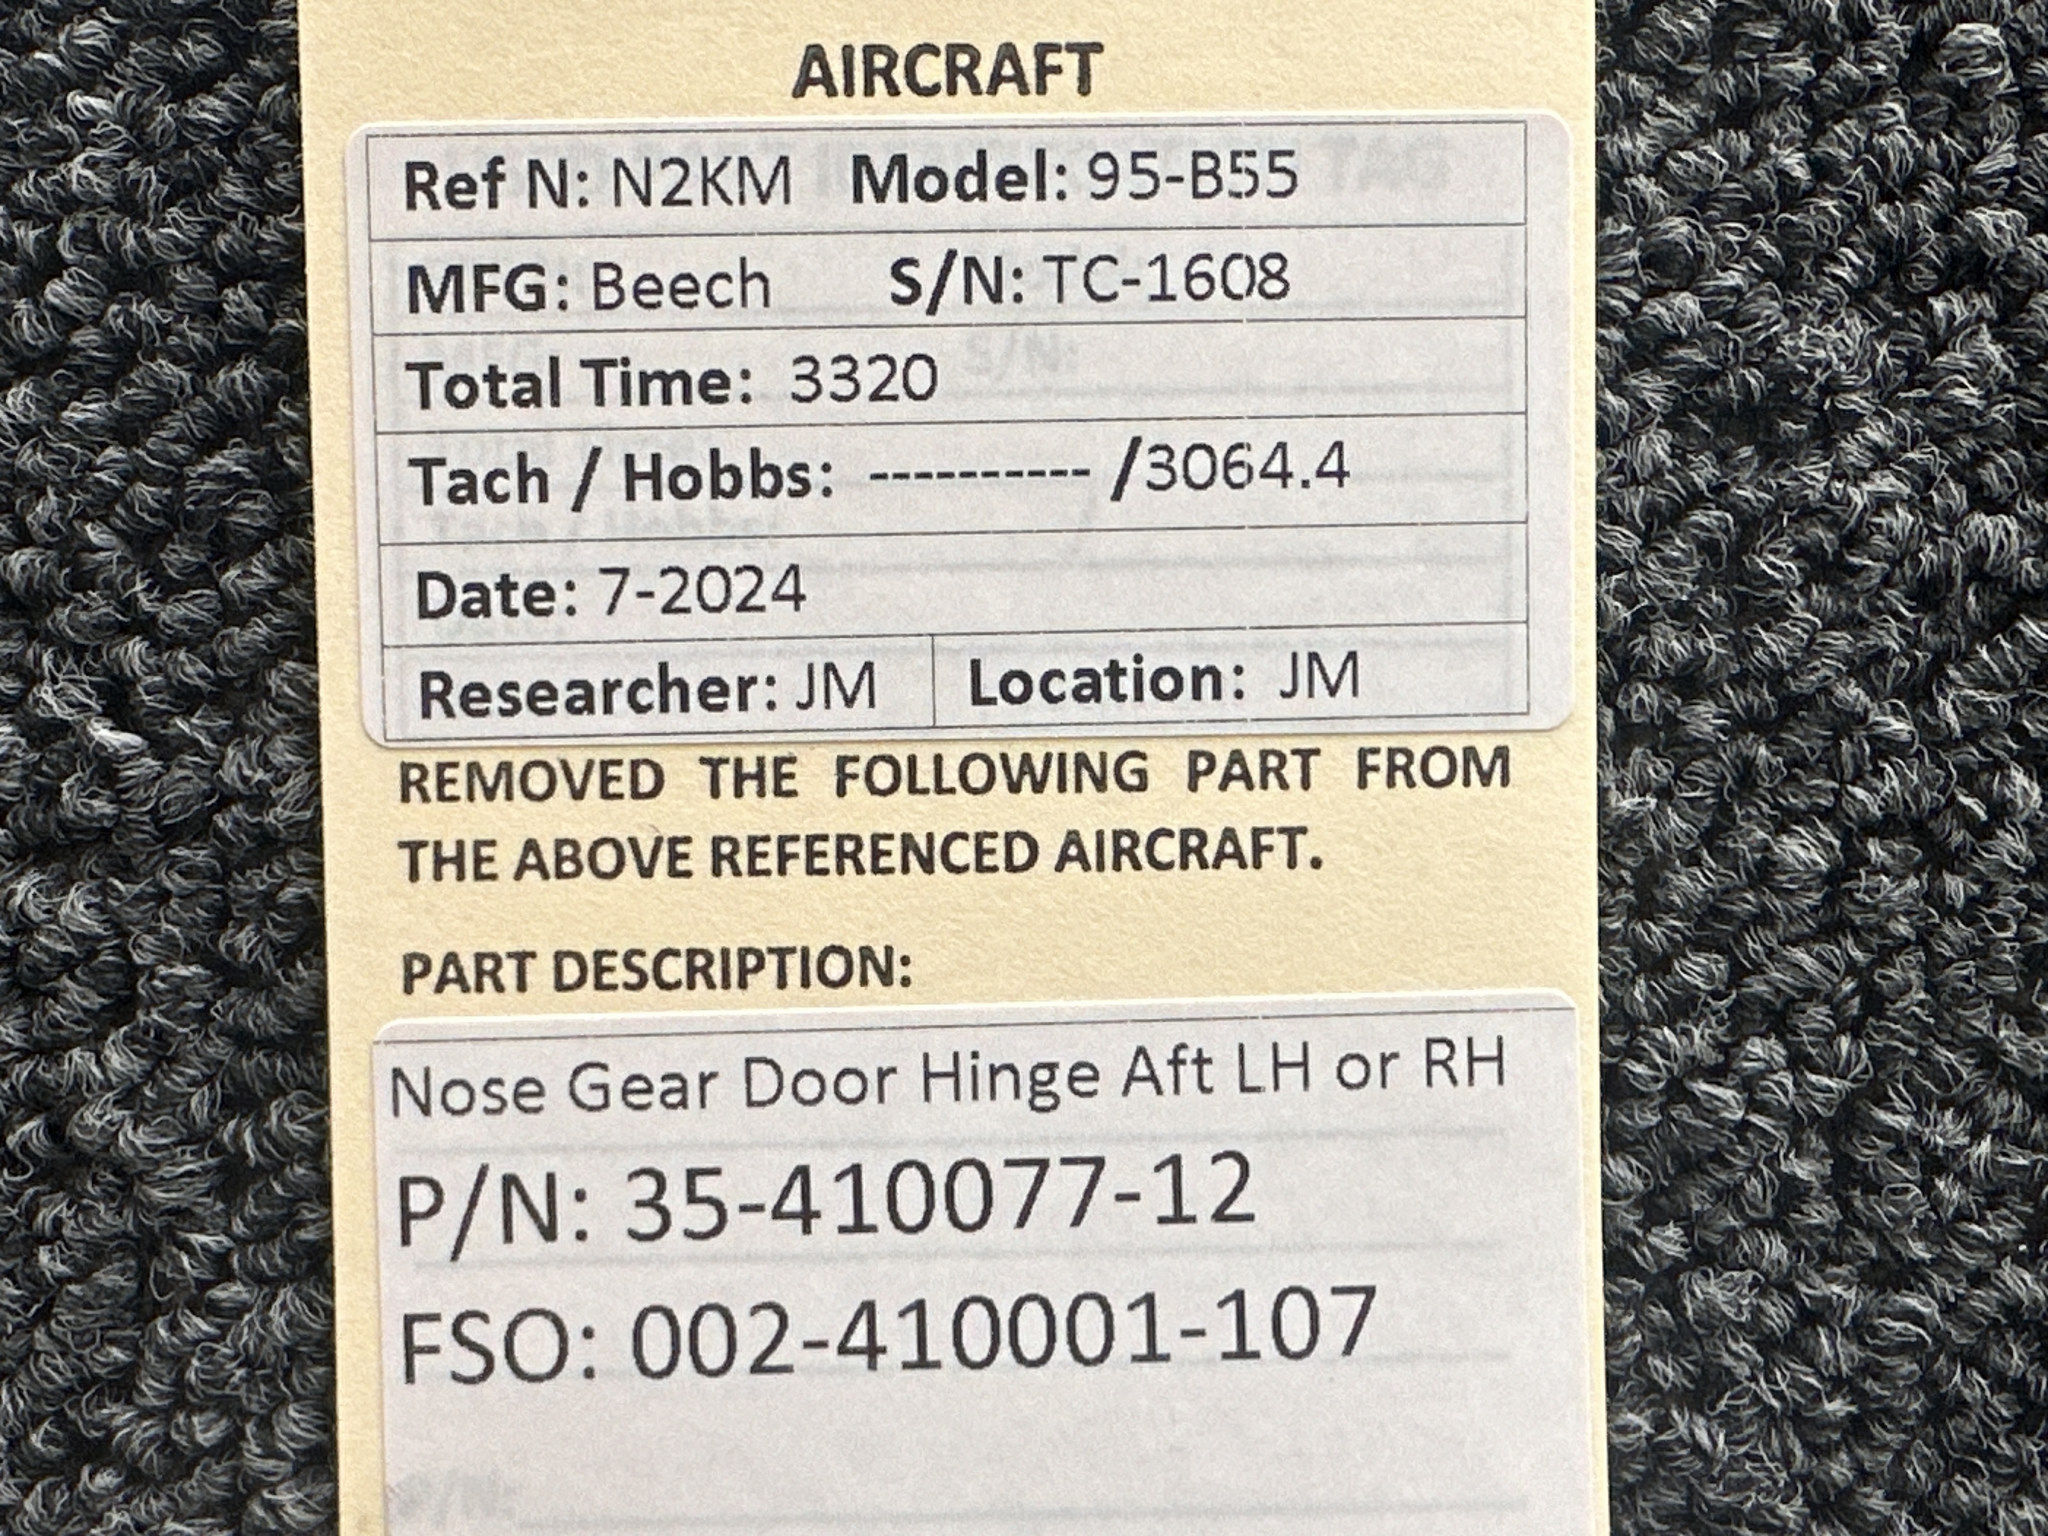 AIRCRAFT
Ref N: N2KM Model: 95-B55
MFG: Beech S/N: TC-1608
Total Time: 3320
Tach / Hobbs: ---------- /3064.4
Date: 7-2024
Researcher: JM Location: JM
REMOVED THE FOLLOWING PART FROM
THE ABOVE REFERENCED AIRCRAFT.
PART DESCRIPTION:
Nose Gear Door Hinge Aft LH or RH
P/N: 35-410077-12
FSO: 002-410001-107
P/N: